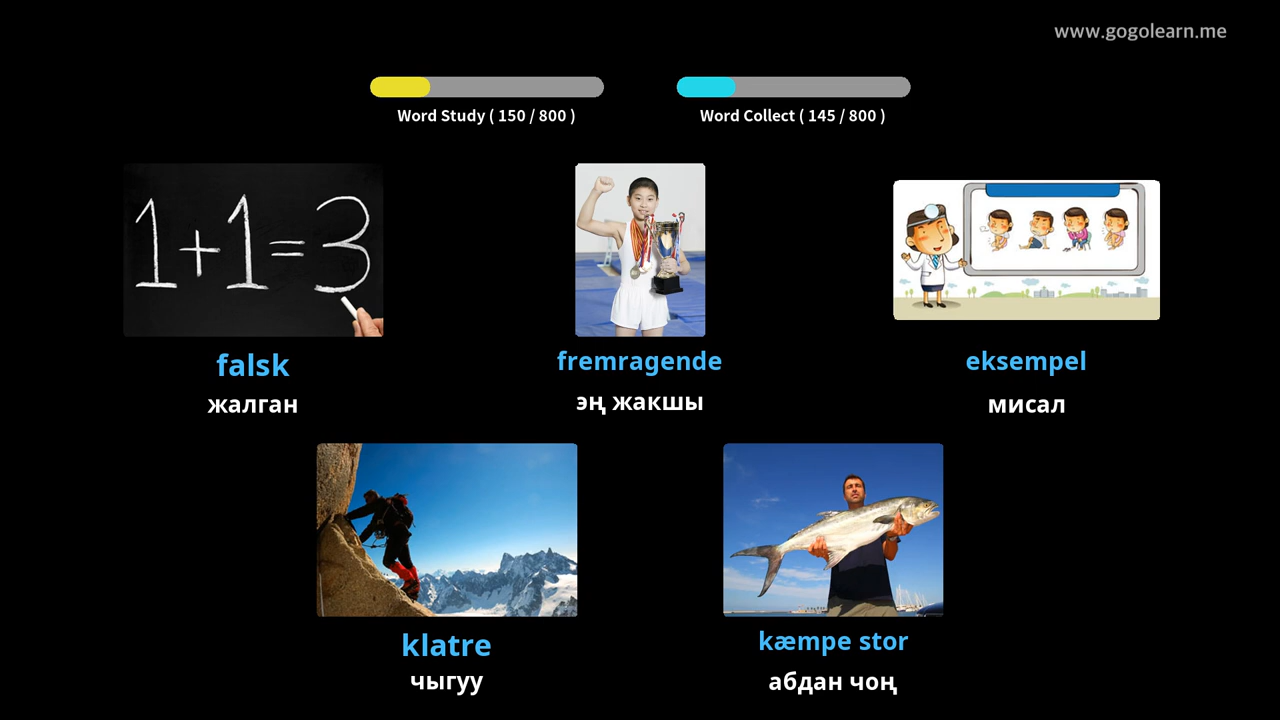 www.gogolearn.me
Word Study ( 150 / 800 )
Word Collect ( 145 / 800 )
1+1=3
falsk
жалган
fremragende
эң жакшы
eksempel
мисал
klatre
чыгуу
kæmpe stor
абдан чоң